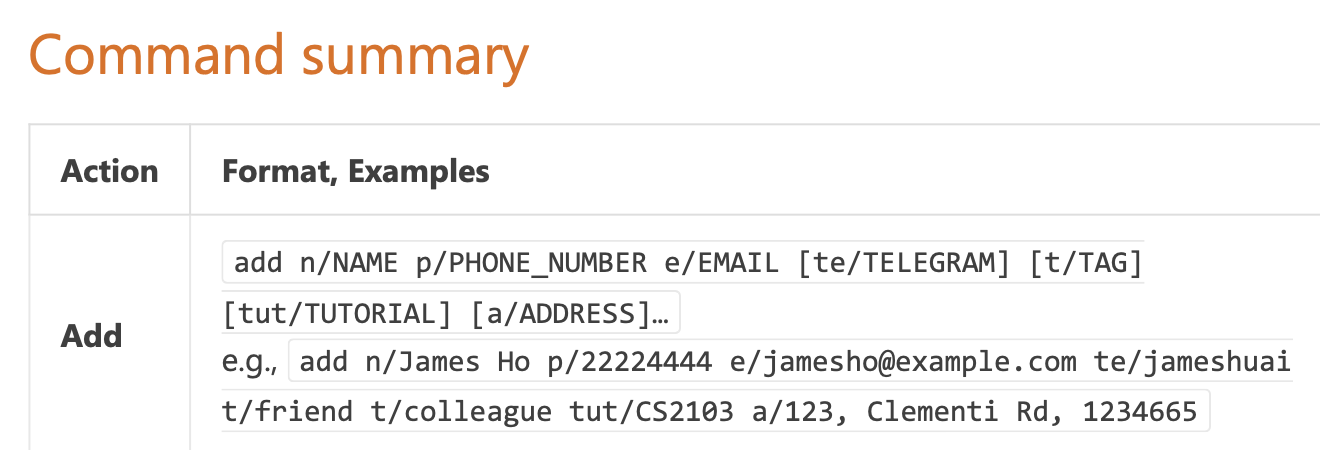 Command summary
Action Format, Examples
Add
add n/NAME p/PHONE_NUMBER e/EMAIL [te/TELEGRAM] [t/TAG]
[tut/TUTORIAL] [a/ADDRESS]…
e.g., add n/James Ho p/22224444 e/jamesho@example.com te/jameshuai
t/friend t/colleague tut/CS2103 a/123, Clementi Rd, 1234665